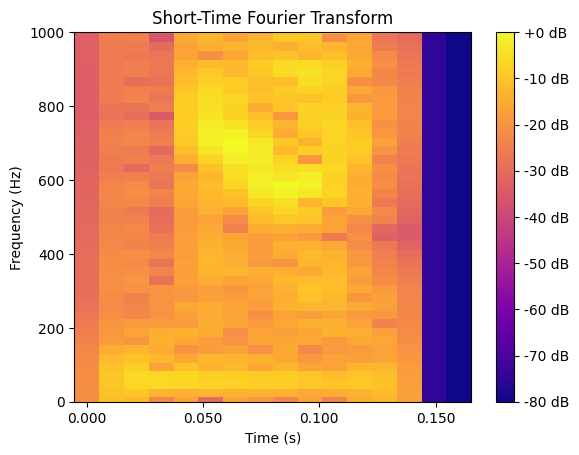 Short-Time Fourier Transform
1000
800
600
400
200
0
Frequency (Hz)
0.000
0.050
0.100
0.150
Time (s)
+0 dB
-10 dB
-20 dB
-30 dB
-40 dB
-50 dB
-60 dB
-70 dB
-80 dB